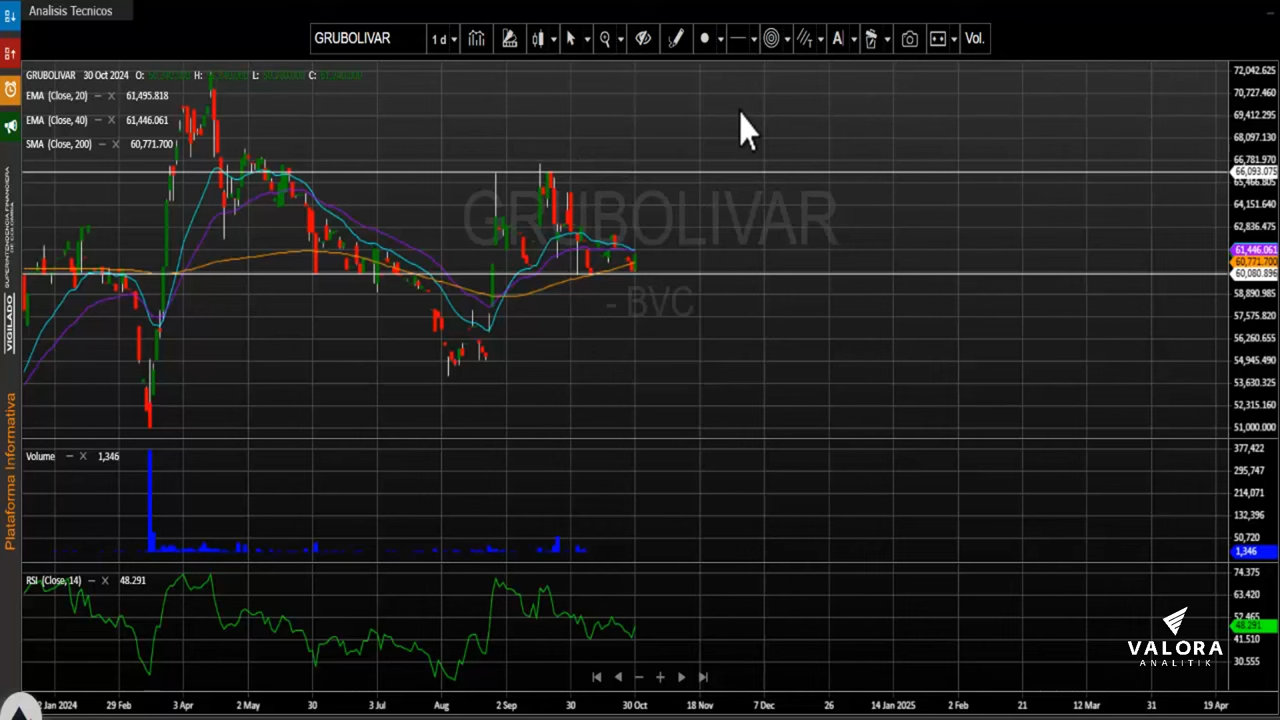 Analisis Tecnicos
GRUBOLIVAR 1 d Vol.
GRUBOLIVAR 30 Oct 2024 O: H: L: C:
EMA (Close, 20) 61,495.818
EMA (Close, 40) 61,446.061
SMA (Close, 200) 60,771.700
GRUBOLIVAR
- BVC
72,042.625
70,727.460
69,412.295
68,097.130
66,781.970
66,093.075
65,466.805
64,151.640
62,836.475
61,446.061
60,771.700
60,080.896
58,890.985
57,575.820
56,260.655
54,945.490
53,630.325
52,315.160
51,000.000
Volume 1,346
377,422
295,747
214,071
132,396
50,720
1,346
RSI (Close, 14) 48.291
74.375
63.420
52.465
48.291
41.510
30.555
VIGILADO SUPERINTENDENCIA FINANCIERA
Plataforma Informativa
VALORA
ANALITIK
2 Jan 2024 29 Feb 3 Apr 2 May 30 3 Jul Aug 2 Sep 30 30 Oct 18 Nov 7 Dec 26 14 Jan 2025 2 Feb 12 Mar 31 19 Apr